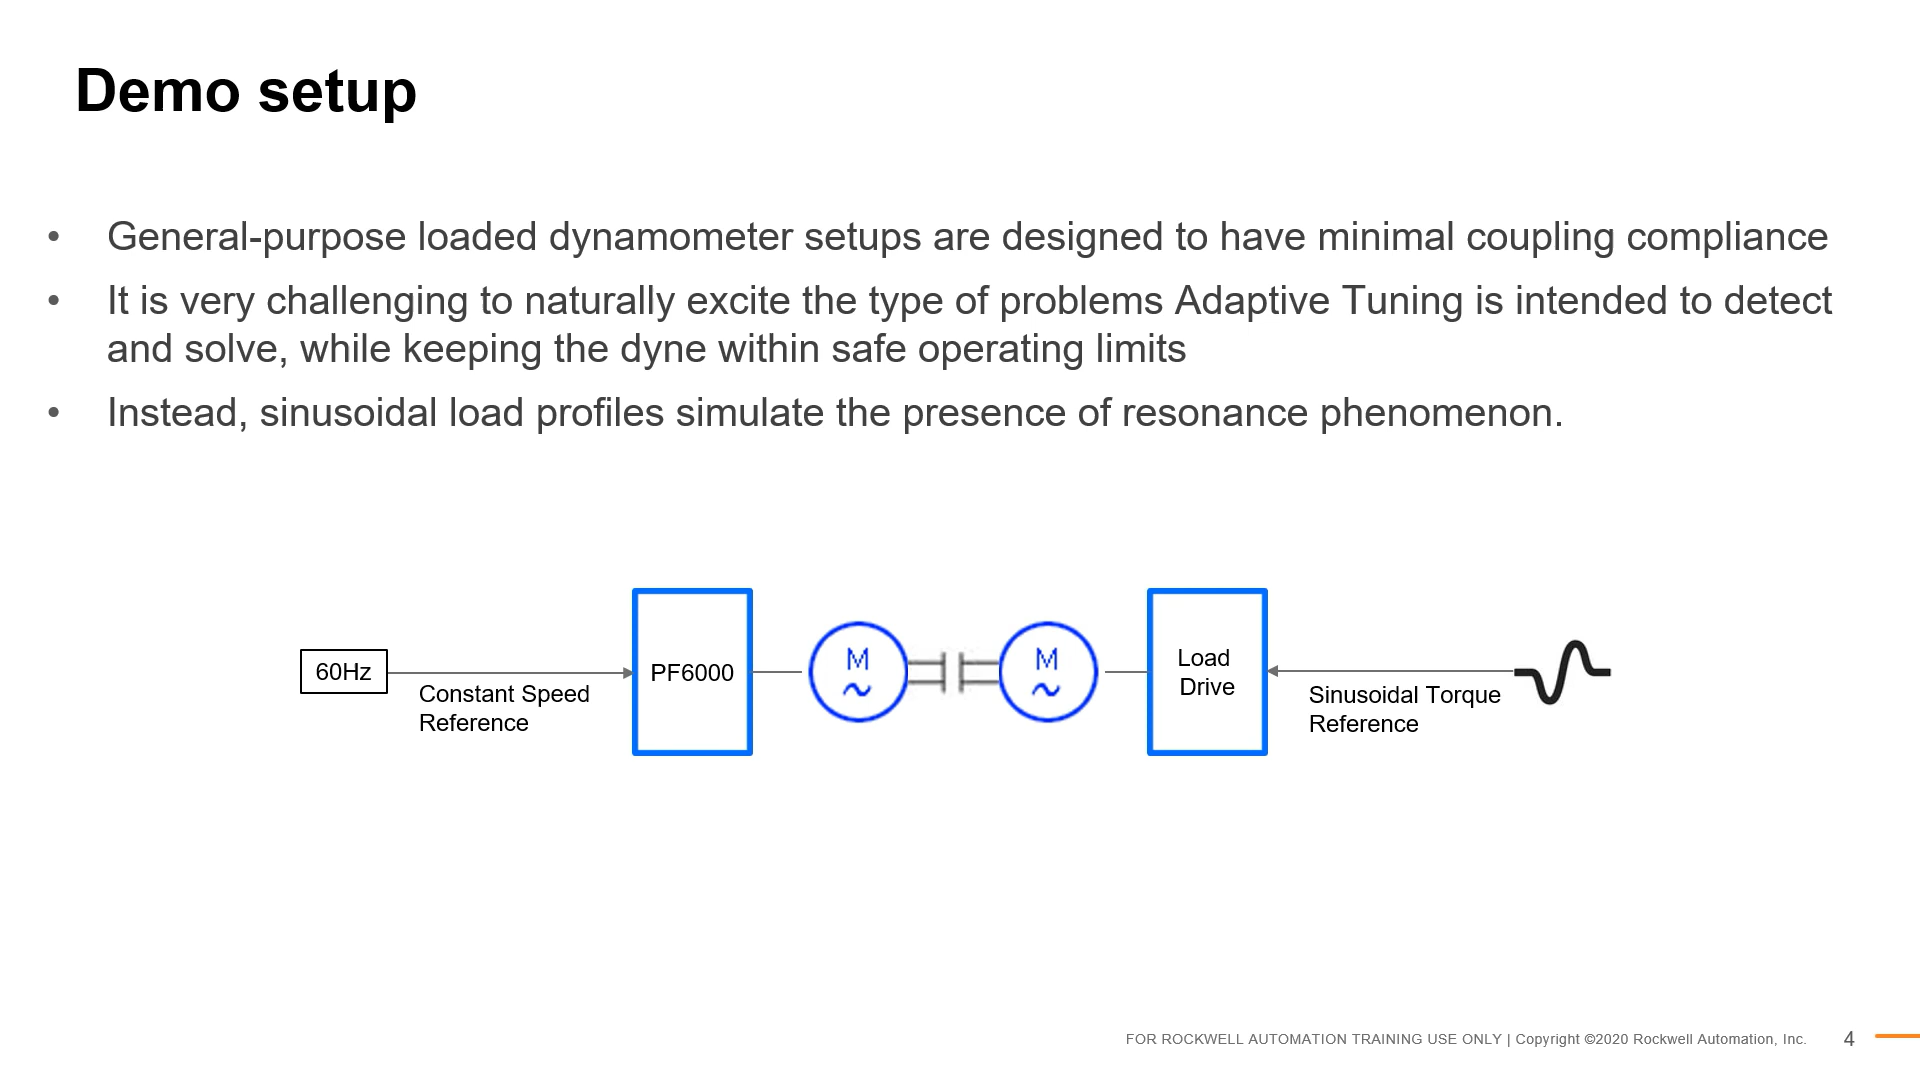 Demo setup
• General-purpose loaded dynamometer setups are designed to have minimal coupling compliance
• It is very challenging to naturally excite the type of problems Adaptive Tuning is intended to detect
and solve, while keeping the dyne within safe operating limits
• Instead, sinusoidal load profiles simulate the presence of resonance phenomenon.
60Hz
Constant Speed
Reference
PF6000
M
M
Load
Drive
Sinusoidal Torque
Reference
FOR ROCKWELL AUTOMATION TRAINING USE ONLY | Copyright ©2020 Rockwell Automation, Inc. 4